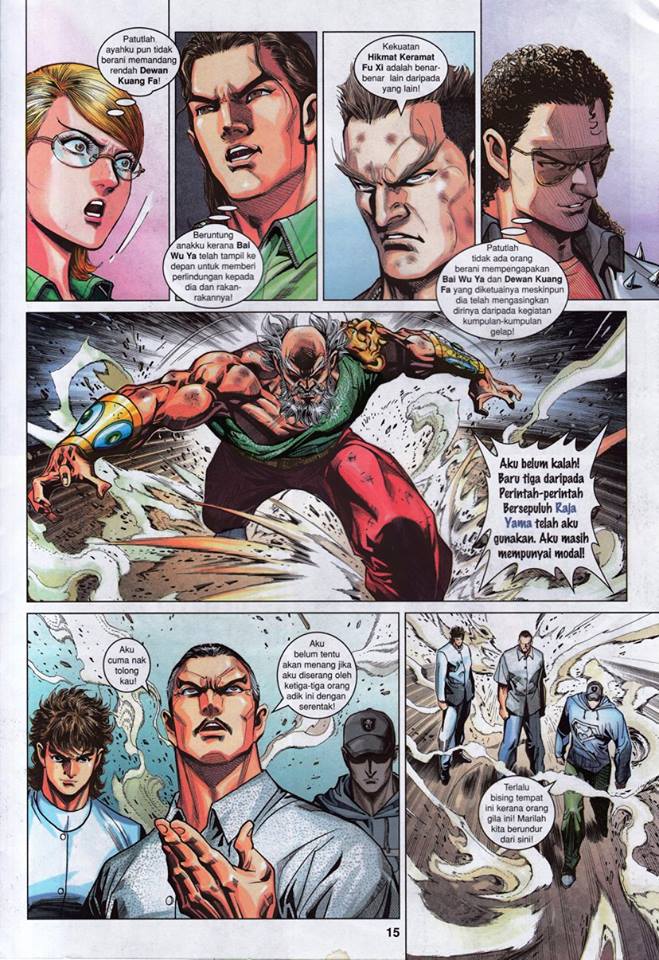 Patutlah
ayahku pun tidak
berani memandang
rendah Dewan
Kuang Fa!
Beruntung
anakku kerana Bai
Wu Ya telah tampil ke
depan untuk memberi
perlindungan kepada
dia dan rakan-
rakannya!
Kekuatan
Hikmat Keramat
Fu Xi adalah benar-
benar lain daripada
yang lain!
Patutlah
tidak ada orang
berani mempengapakan
Bai Wu Ya dan Dewan Kuang
Fa yang diketuainya meskinpun
dia telah mengasingkan
dirinya daripada kegiatan
kumpulan-kumpulan
gelap!
Aku belum kalah!
Baru tiga daripada
Perintah-perintah
Bersepuluh Raja
Yama telah aku
gunakan. Aku masih
mempunyai modal!
Aku
cuma nak
tolong
kau!
Aku
belum tentu
akan menang jika
aku diserang oleh
ketiga-tiga orang
adik ini dengan
serentak!
Terlalu
bising tempat
ini kerana orang
gila ini! Marilah
kita berundur
dari sini!
15